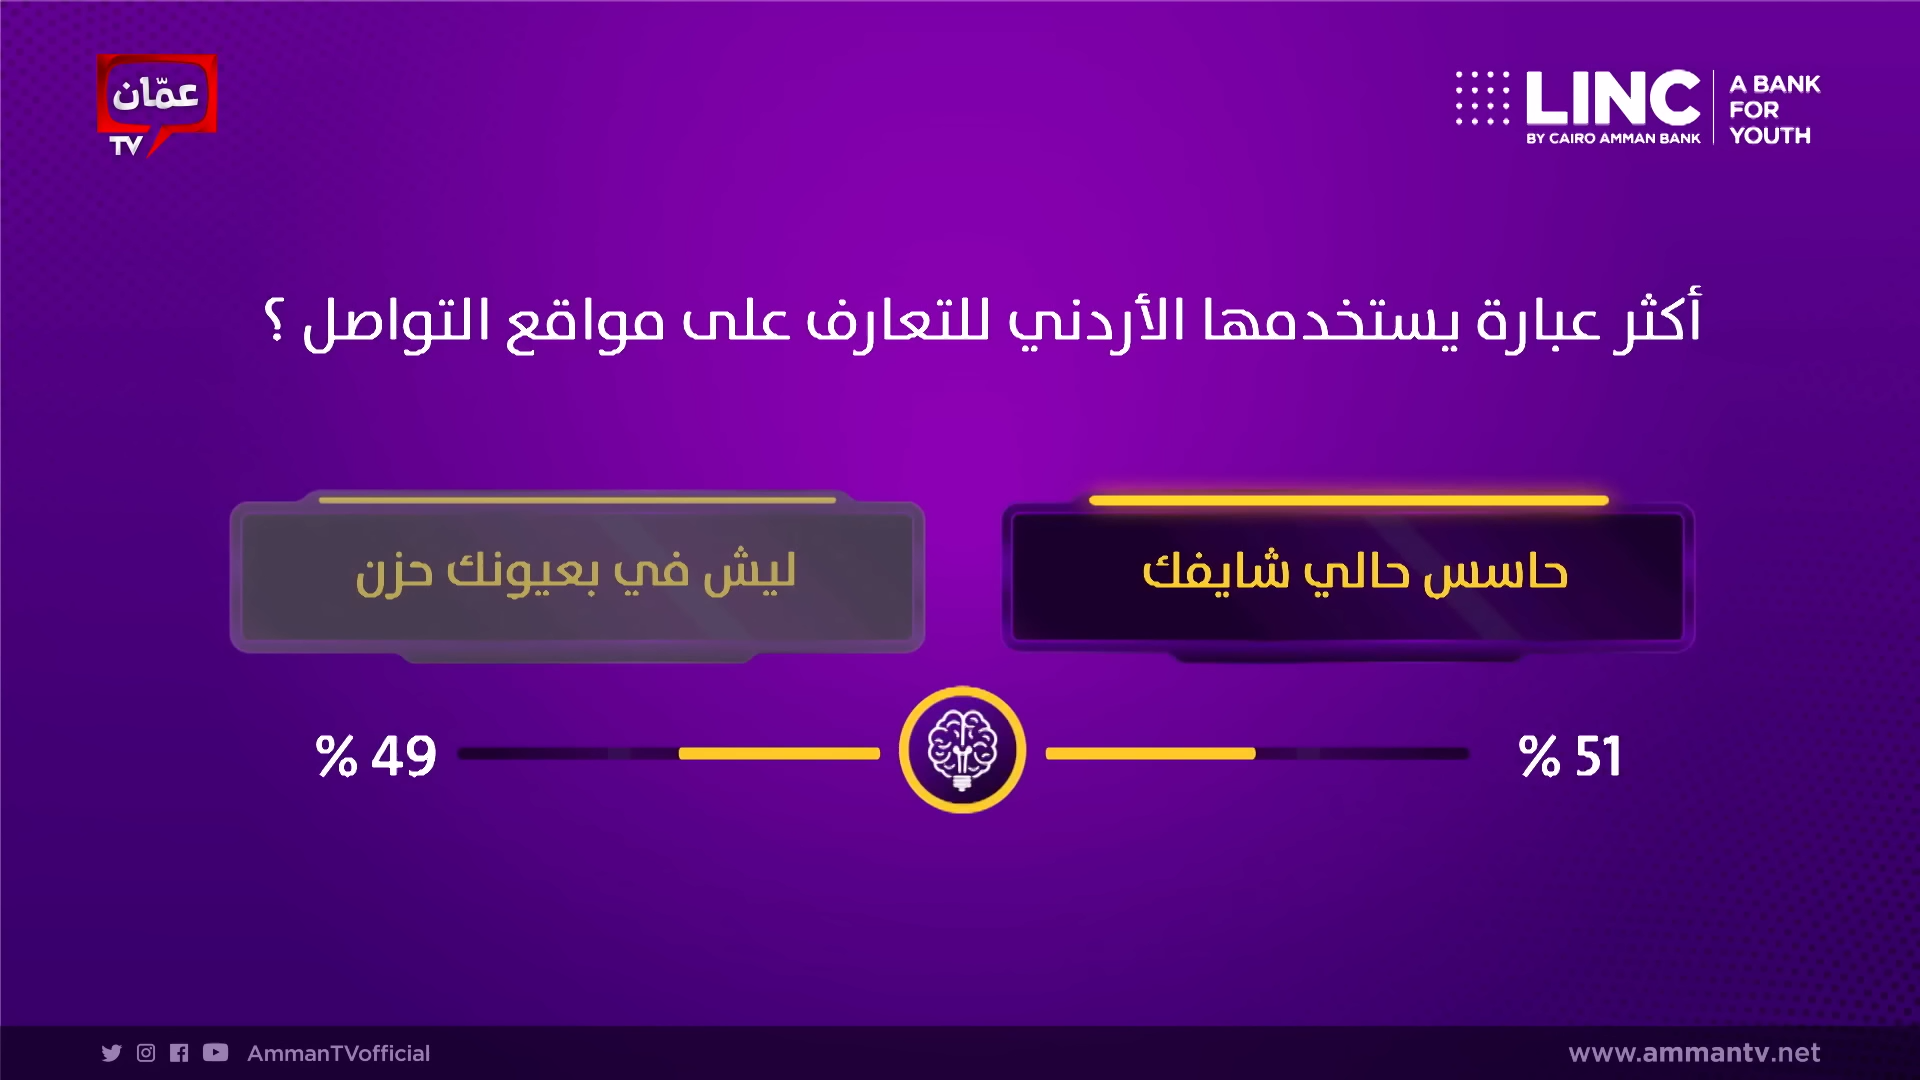 عمّان
TV
LINC
BY CAIRO AMMAN BANK
A BANK
FOR
YOUTH
أكثر عبارة يستخدمها الأردني للتعارف على مواقع التواصل ؟
حاسس حالي شايفك
ليش في بعيونك حزن
% 51
% 49
AmmanTVofficial
www.ammantv.net